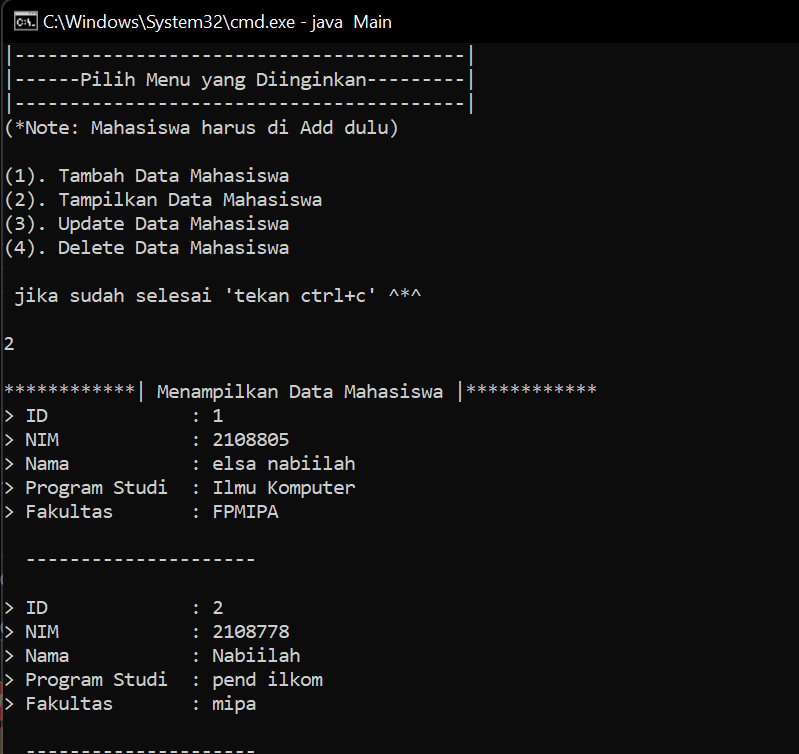 C:\Windows\System32\cmd.exe - java  Main
|-----------------------------------------|
|------Pilih Menu yang Diinginkan---------|
|-----------------------------------------|
(*Note: Mahasiswa harus di Add dulu)
(1). Tambah Data Mahasiswa
(2). Tampilkan Data Mahasiswa
(3). Update Data Mahasiswa
(4). Delete Data Mahasiswa
jika sudah selesai 'tekan ctrl+c' ^*^
2
************| Menampilkan Data Mahasiswa |************
> ID             : 1
> NIM            : 2108805
> Nama           : elsa nabiilah
> Program Studi  : Ilmu Komputer
> Fakultas       : FPMIPA
---------------------
> ID             : 2
> NIM            : 2108778
> Nama           : Nabiilah
> Program Studi  : pend ilkom
> Fakultas       : mipa
---------------------